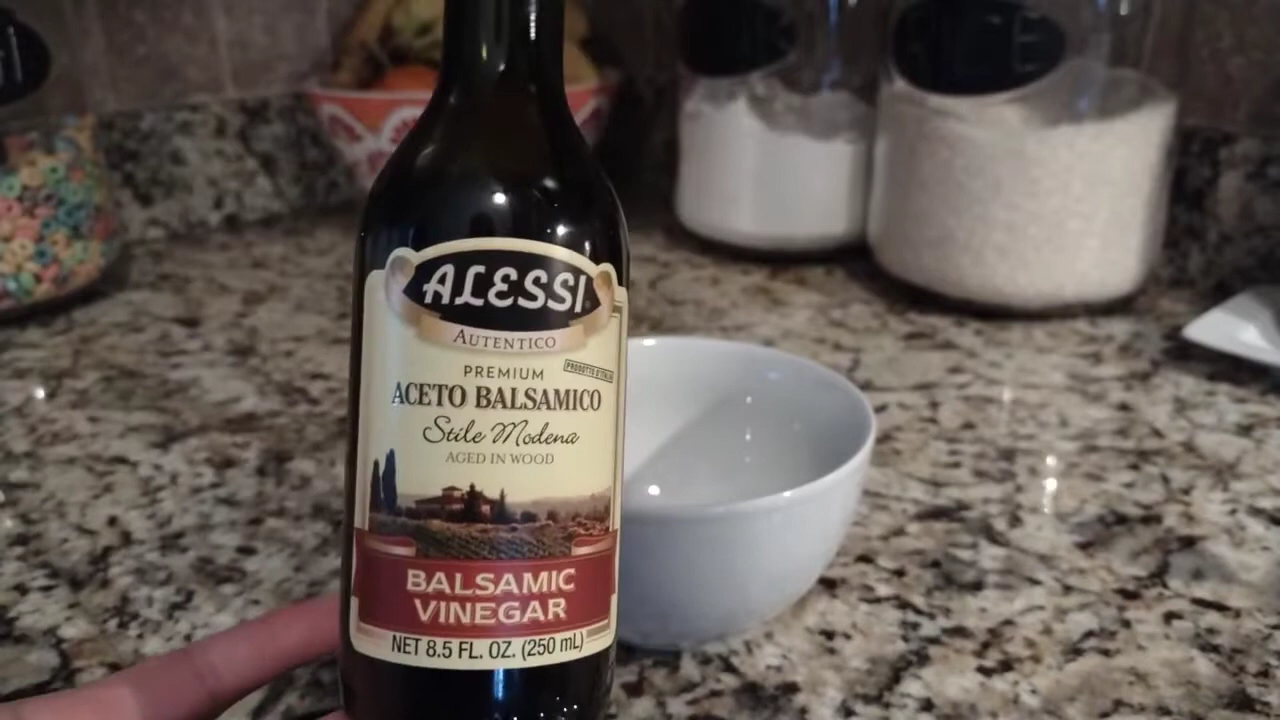 ALESSI
AUTENTICO
PRODOTTO D'ITALIA
PREMIUM
ACETO BALSAMICO
Stile Modena
AGED IN WOOD
BALSAMIC
VINEGAR
NET 8.5 FL. OZ. (250 mL)